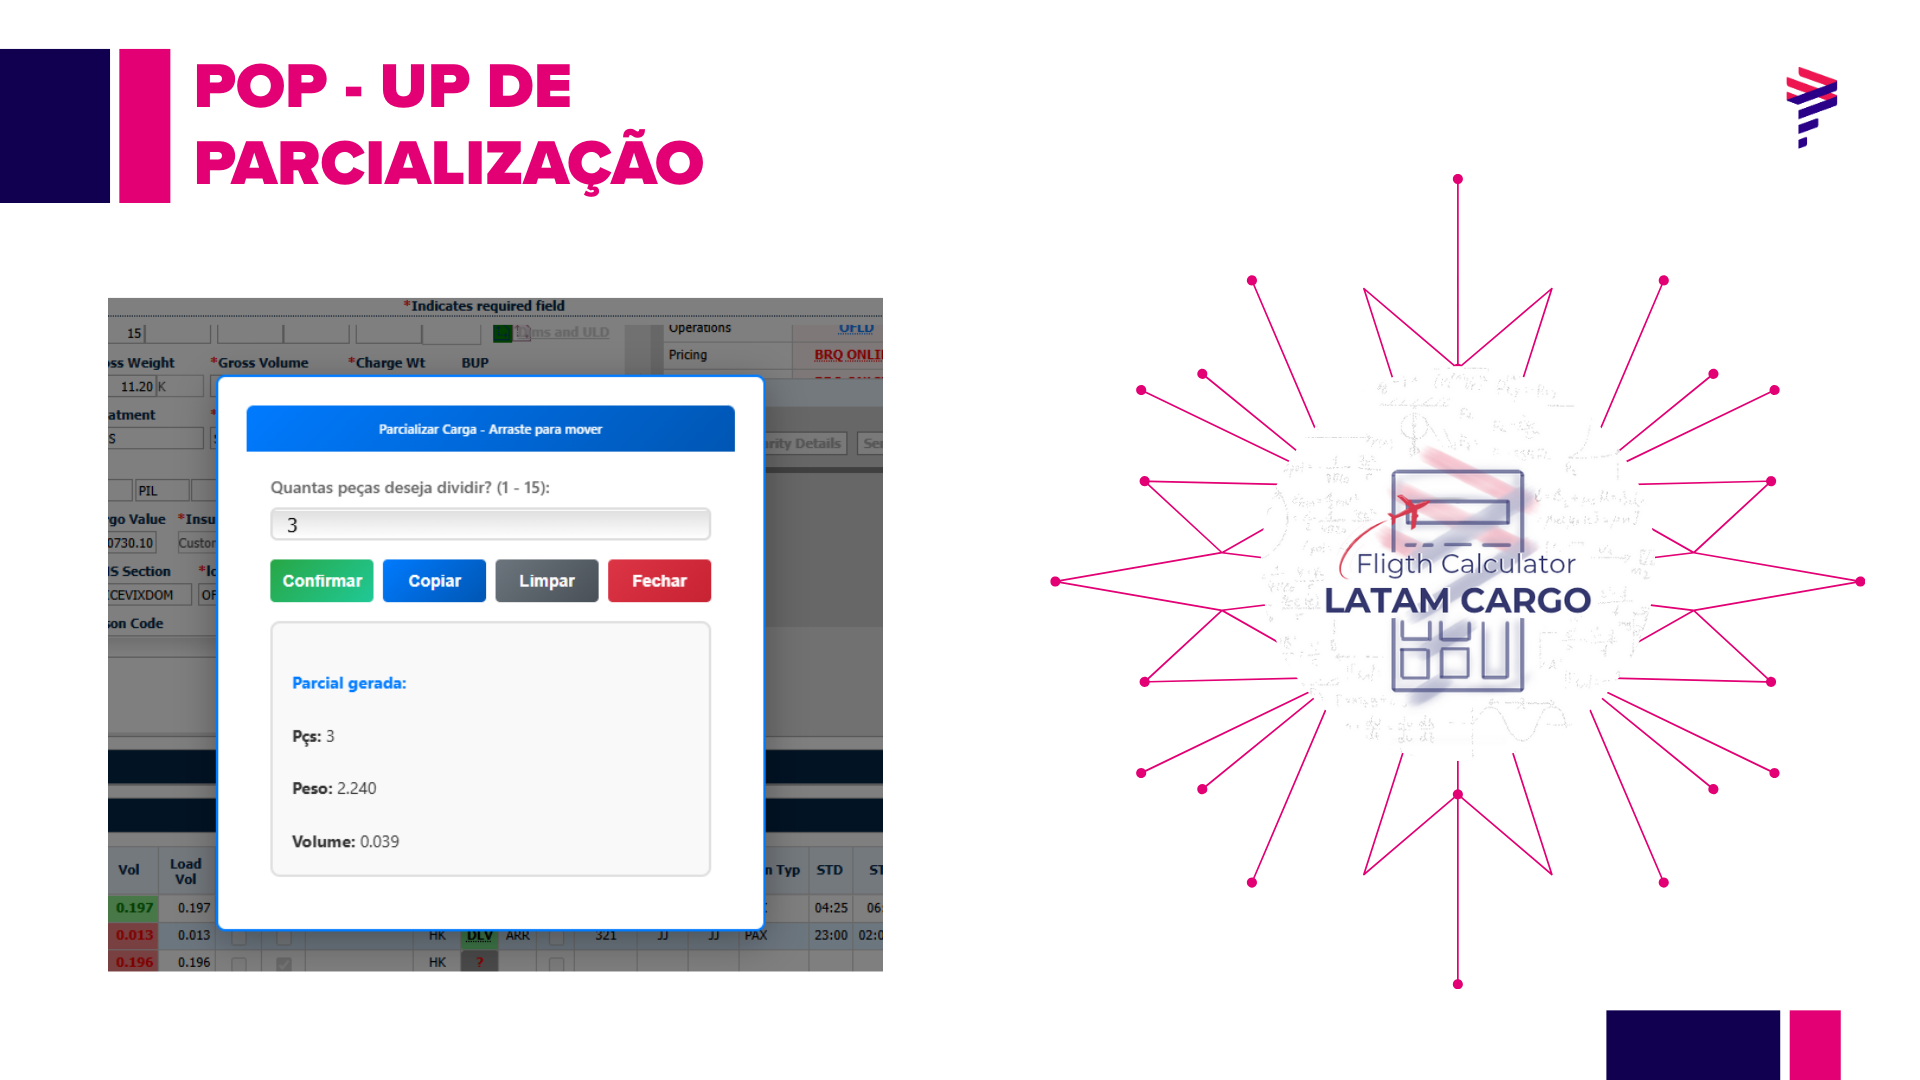 POP - UP DE
PARCIALIZAÇÃO
*Indicates required field
15
ms and ULD
Operations
OFLD
Pricing
BRQ ONLI
ss Weight *Gross Volume *Charge Wt BUP
11.20 K
atment
S
rity Details
Ser
PIL
go Value *Insu
0730.10 Custor
IS Section *Ic
CEVIXDOM OF
son Code
Parcializar Carga - Arraste para mover
Quantas peças deseja dividir? (1 - 15):
3
Confirmar Copiar Limpar Fechar
Parcial gerada:
Pçs: 3
Peso: 2.240
Volume: 0.039
Vol Load Vol n Typ STD ST
0.197 0.197 04:25 06:
0.013 0.013 HK DLV ARR 321 JJ JJ PAX 23:00 02:0
0.196 0.196 HK ?
Fligth Calculator
LATAM CARGO